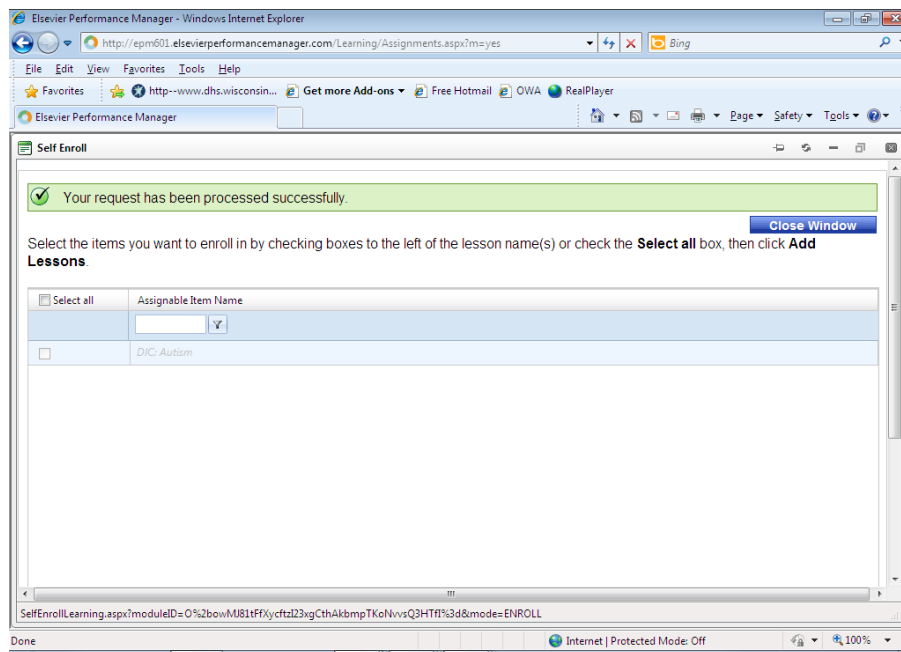 Elsevier Performance Manager - Windows Internet Explorer
http://epm601.elsevierperformancemanager.com/Learning/Assignments.aspx?m=yes
Bing
File Edit View Favorites Tools Help
Favorites http--www.dhs.wisconsin... Get more Add-ons Free Hotmail OWA RealPlayer
Elsevier Performance Manager Page Safety Tools
Self Enroll
Your request has been processed successfully.
Close Window
Select the items you want to enroll in by checking boxes to the left of the lesson name(s) or check the Select all box, then click Add
Lessons.
Select all Assignable Item Name
DIC: Autism
SelfEnrollLearning.aspx?moduleID=O%2bowMJ81tFfXycftzI23xgCthAkbmpTKoNvvsQ3HTfI%3d&mode=ENROLL
Done Internet | Protected Mode: Off 100%